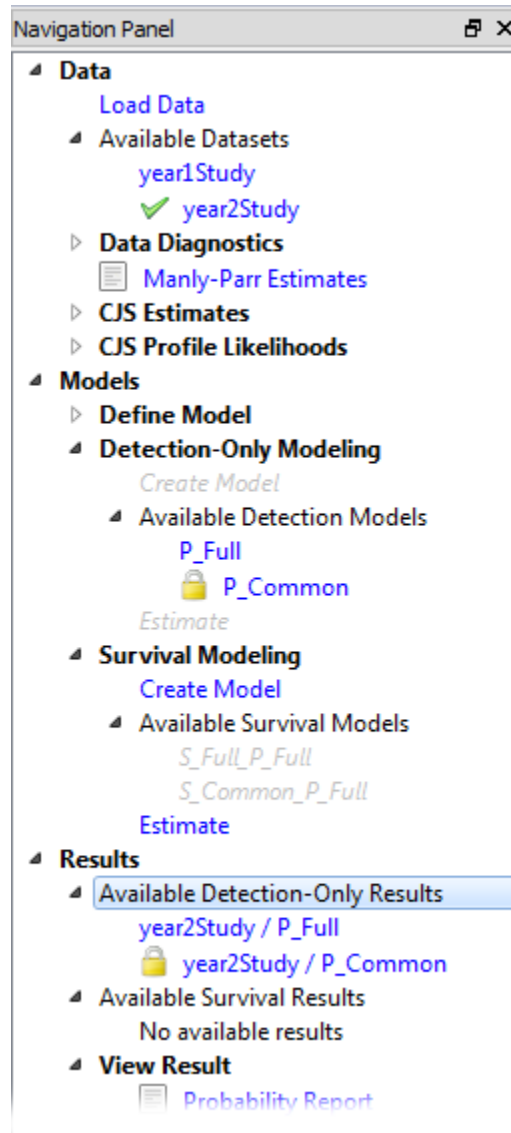 Navigation Panel
Data
Load Data
Available Datasets
year1Study
year2Study
Data Diagnostics
Manly-Parr Estimates
CJS Estimates
CJS Profile Likelihoods
Models
Define Model
Detection-Only Modeling
Create Model
Available Detection Models
P_Full
P_Common
Estimate
Survival Modeling
Create Model
Available Survival Models
S_Full_P_Full
S_Common_P_Full
Estimate
Results
Available Detection-Only Results
year2Study / P_Full
year2Study / P_Common
Available Survival Results
No available results
View Result
Probability Report